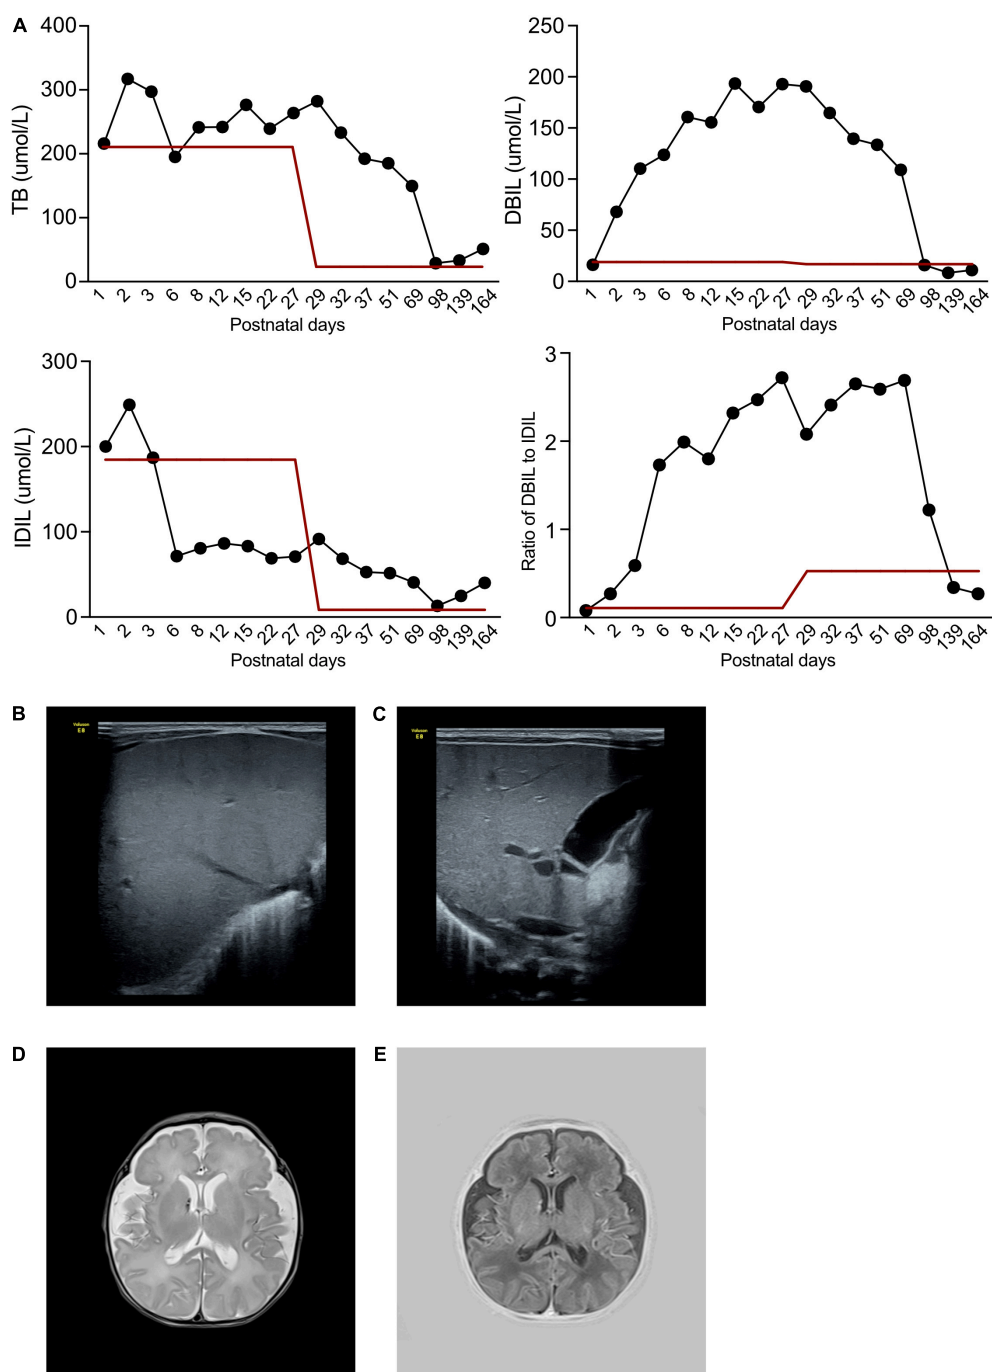 A
TB (umol/L)
400
300
200
100
0
1 2 3 6 8 12 15 22 27 29 32 37 51 69 98 139 164
Postnatal days
DBIL (umol/L)
250
200
150
100
50
0
1 2 3 6 8 12 15 22 27 29 32 37 51 69 98 139 164
Postnatal days
IDIL (umol/L)
300
200
100
0
1 2 3 6 8 12 15 22 27 29 32 37 51 69 98 139 164
Postnatal days
Ratio of DBIL to IDIL
3
2
1
0
1 2 3 6 8 12 15 22 27 29 32 37 51 69 98 139 164
Postnatal days
B
Voluson
E8
C
Voluson
E8
D
E